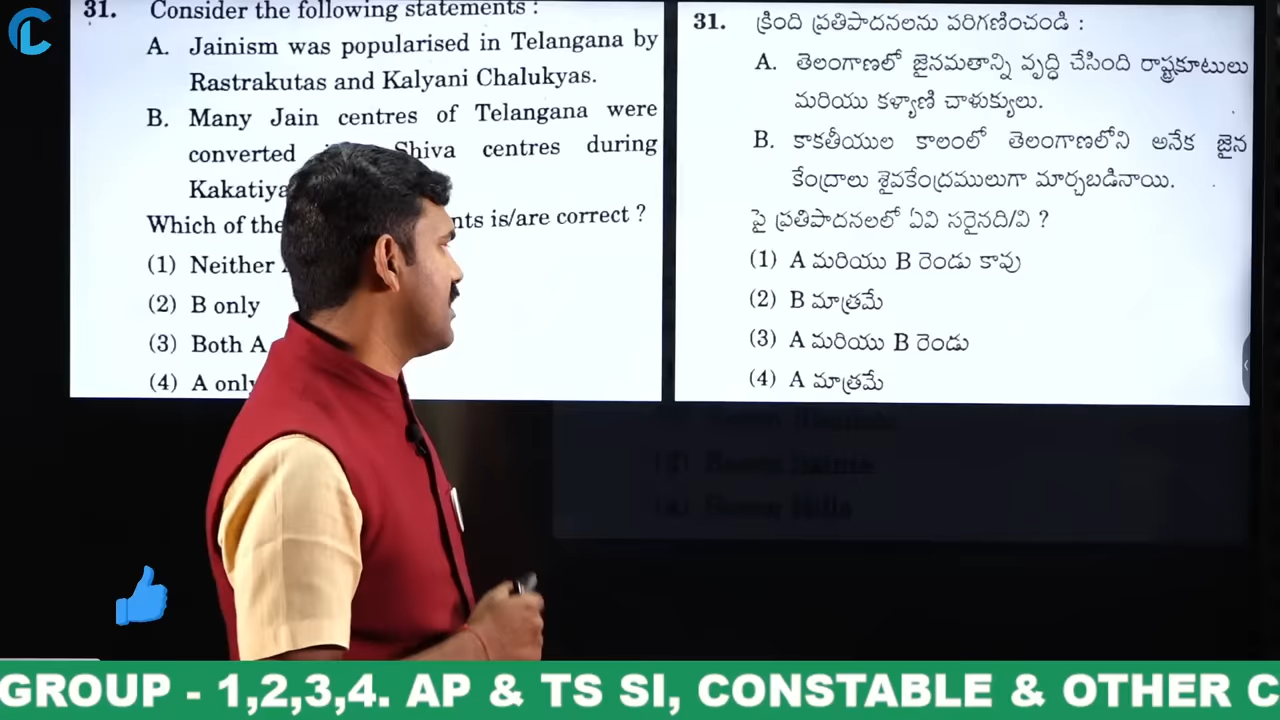 31. Consider the following statements :
A. Jainism was popularised in Telangana by
Rastrakutas and Kalyani Chalukyas.
B. Many Jain centres of Telangana were
converted Shiva centres during
Kakatiya
Which of the nts is/are correct ?
(1) Neither
(2) B only
(3) Both A
(4) A only
31. క్రింది ప్రతిపాదనలను పరిగణించండి :
A. తెలంగాణలో జైనమతాన్ని వృద్ధి చేసింది రాష్ట్రకూటులు
మరియు కళ్యాణి చాళుక్యులు.
B. కాకతీయుల కాలంలో తెలంగాణలోని అనేక జైన
కేంద్రాలు శైవకేంద్రములుగా మార్చబడినాయి.
పై ప్రతిపాదనలలో ఏవి సరైనది/వి ?
(1) A మరియు B రెండు కావు
(2) B మాత్రమే
(3) A మరియు B రెండు
(4) A మాత్రమే
GROUP - 1,2,3,4. AP & TS SI, CONSTABLE & OTHER C